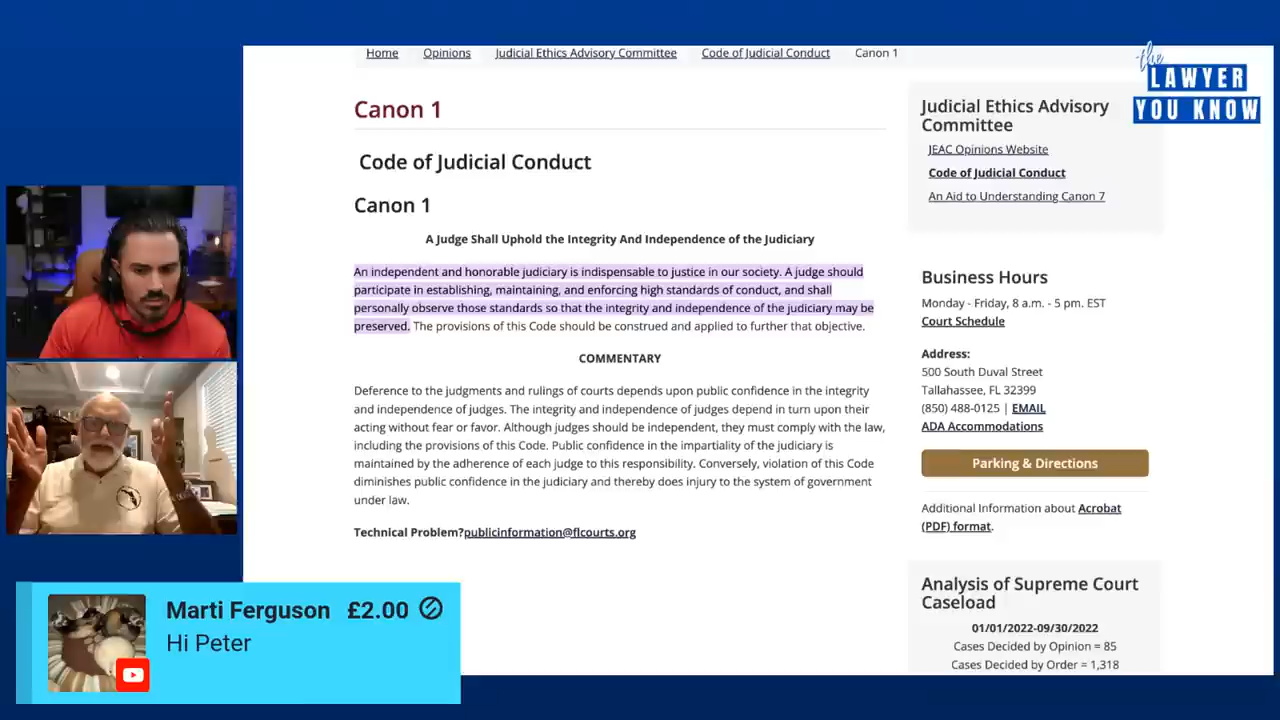 Home Opinions Judicial Ethics Advisory Committee Code of Judicial Conduct Canon 1
the
LAWYER
YOU KNOW
Canon 1
Code of Judicial Conduct
Canon 1
A Judge Shall Uphold the Integrity And Independence of the Judiciary
An independent and honorable judiciary is indispensable to justice in our society. A judge should
participate in establishing, maintaining, and enforcing high standards of conduct, and shall
personally observe those standards so that the integrity and independence of the judiciary may be
preserved. The provisions of this Code should be construed and applied to further that objective.
COMMENTARY
Deference to the judgments and rulings of courts depends upon public confidence in the integrity
and independence of judges. The integrity and independence of judges depend in turn upon their
acting without fear or favor. Although judges should be independent, they must comply with the law,
including the provisions of this Code. Public confidence in the impartiality of the judiciary is
maintained by the adherence of each judge to this responsibility. Conversely, violation of this Code
diminishes public confidence in the judiciary and thereby does injury to the system of government
under law.
Technical Problem?publicinformation@flcourts.org
Judicial Ethics Advisory
Committee
JEAC Opinions Website
Code of Judicial Conduct
An Aid to Understanding Canon 7
Business Hours
Monday - Friday, 8 a.m. - 5 pm. EST
Court Schedule
Address:
500 South Duval Street
Tallahassee, FL 32399
(850) 488-0125 | EMAIL
ADA Accommodations
Parking & Directions
Additional Information about Acrobat
(PDF) format.
Analysis of Supreme Court
Caseload
01/01/2022-09/30/2022
Cases Decided by Opinion = 85
Cases Decided by Order = 1,318
Marti Ferguson £2.00
Hi Peter